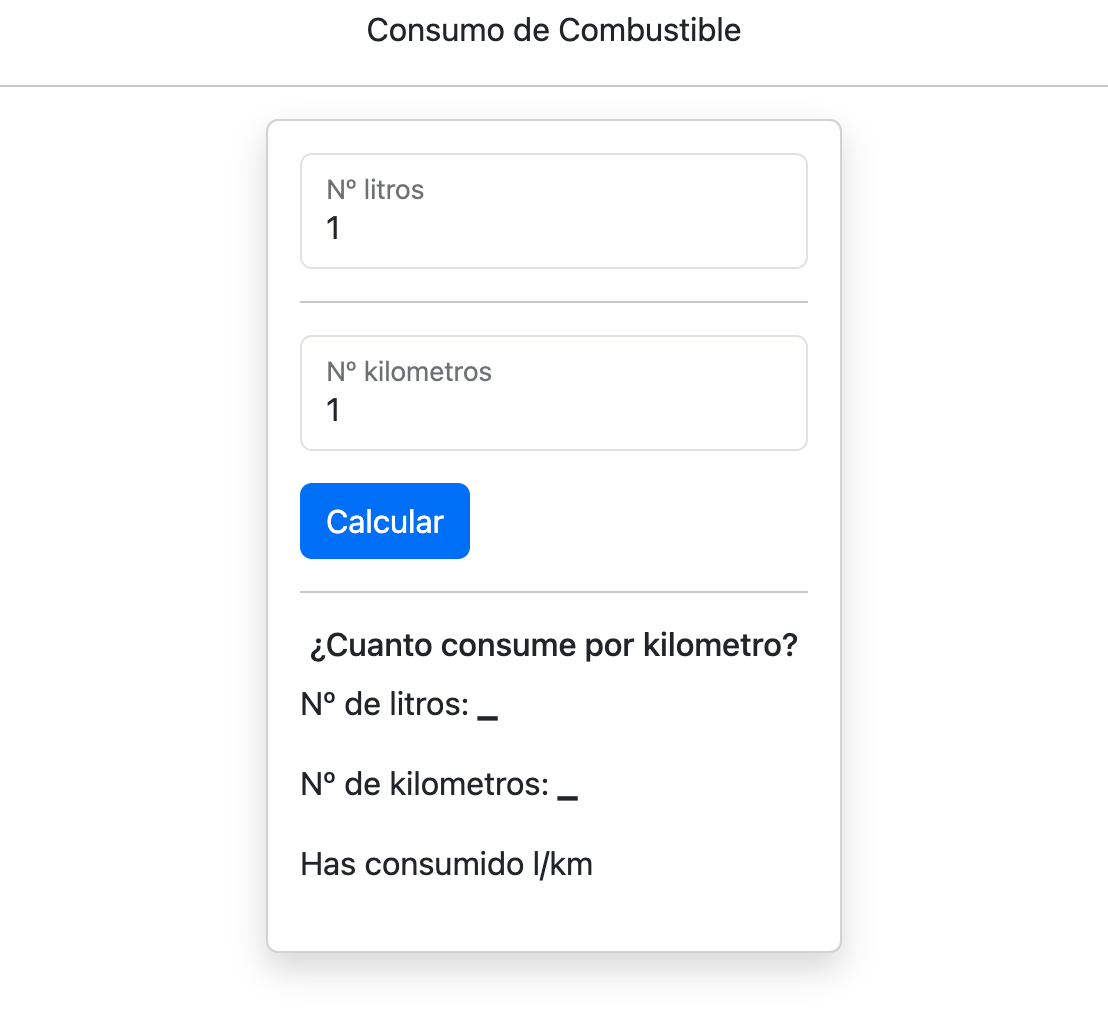 Consumo de Combustible
Nº litros
1
Nº kilometros
1
Calcular
¿Cuanto consume por kilometro?
Nº de litros: _
Nº de kilometros: _
Has consumido l/km